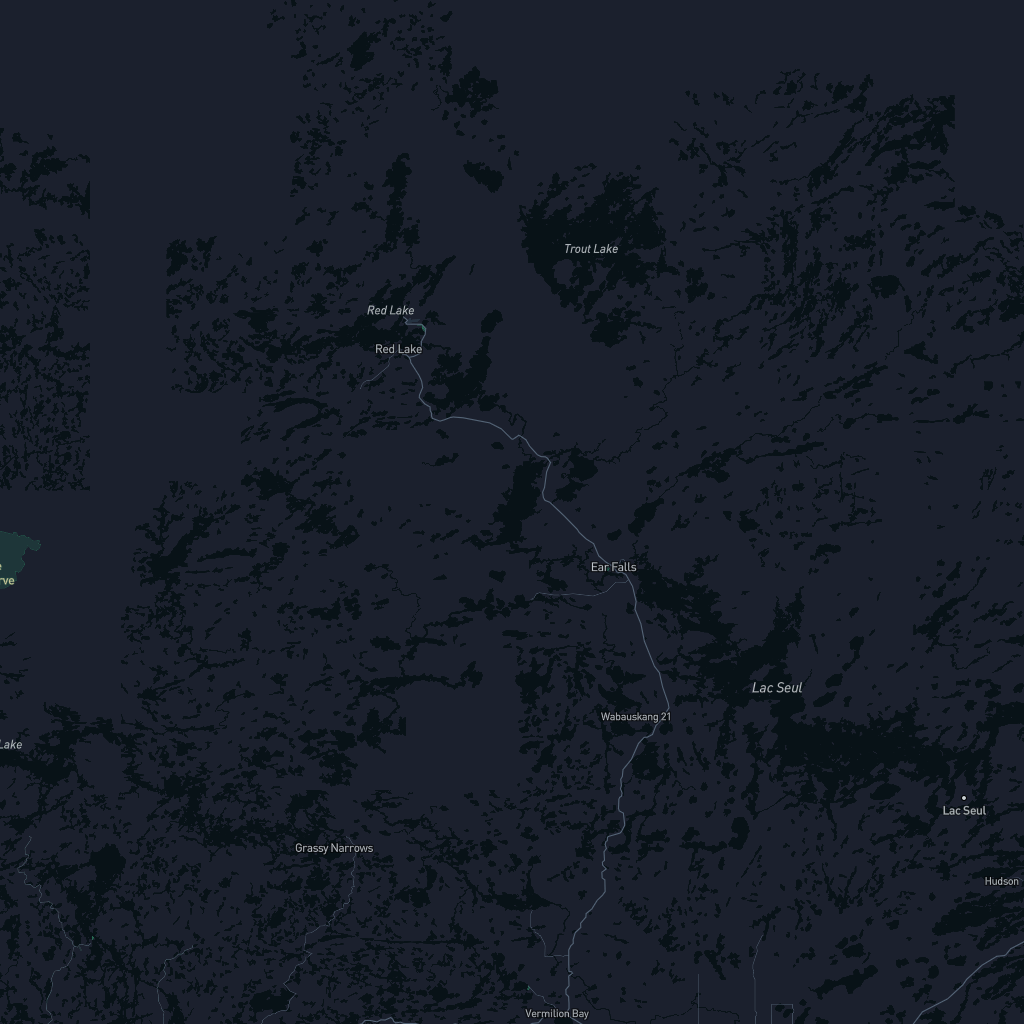 Trout Lake
Red Lake
Red Lake
Ear Falls
e
rve
Lac Seul
Wabauskang 21
Lake
Lac Seul
Grassy Narrows
Hudson
Vermilion Bay